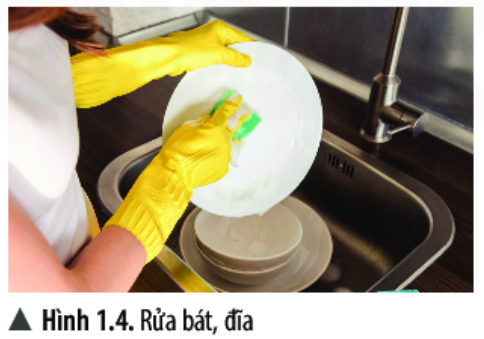 ▲ Hình 1.4. Rửa bát, đĩa